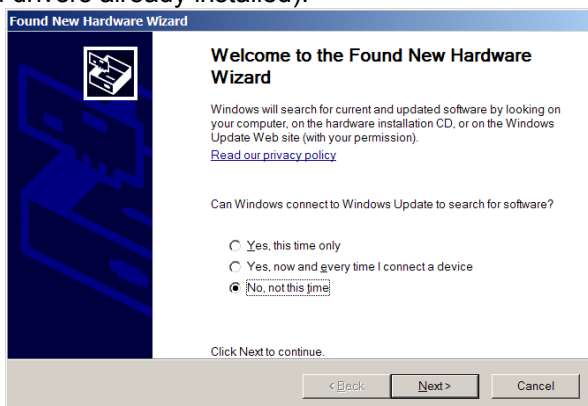 drivers already installed).
Found New Hardware Wizard
Welcome to the Found New Hardware
Wizard
Windows will search for current and updated software by looking on
your computer, on the hardware installation CD, or on the Windows
Update Web site (with your permission).
Read our privacy policy
Can Windows connect to Windows Update to search for software?
Yes, this time only
Yes, now and every time I connect a device
No, not this time
Click Next to continue.
< Back
Next >
Cancel